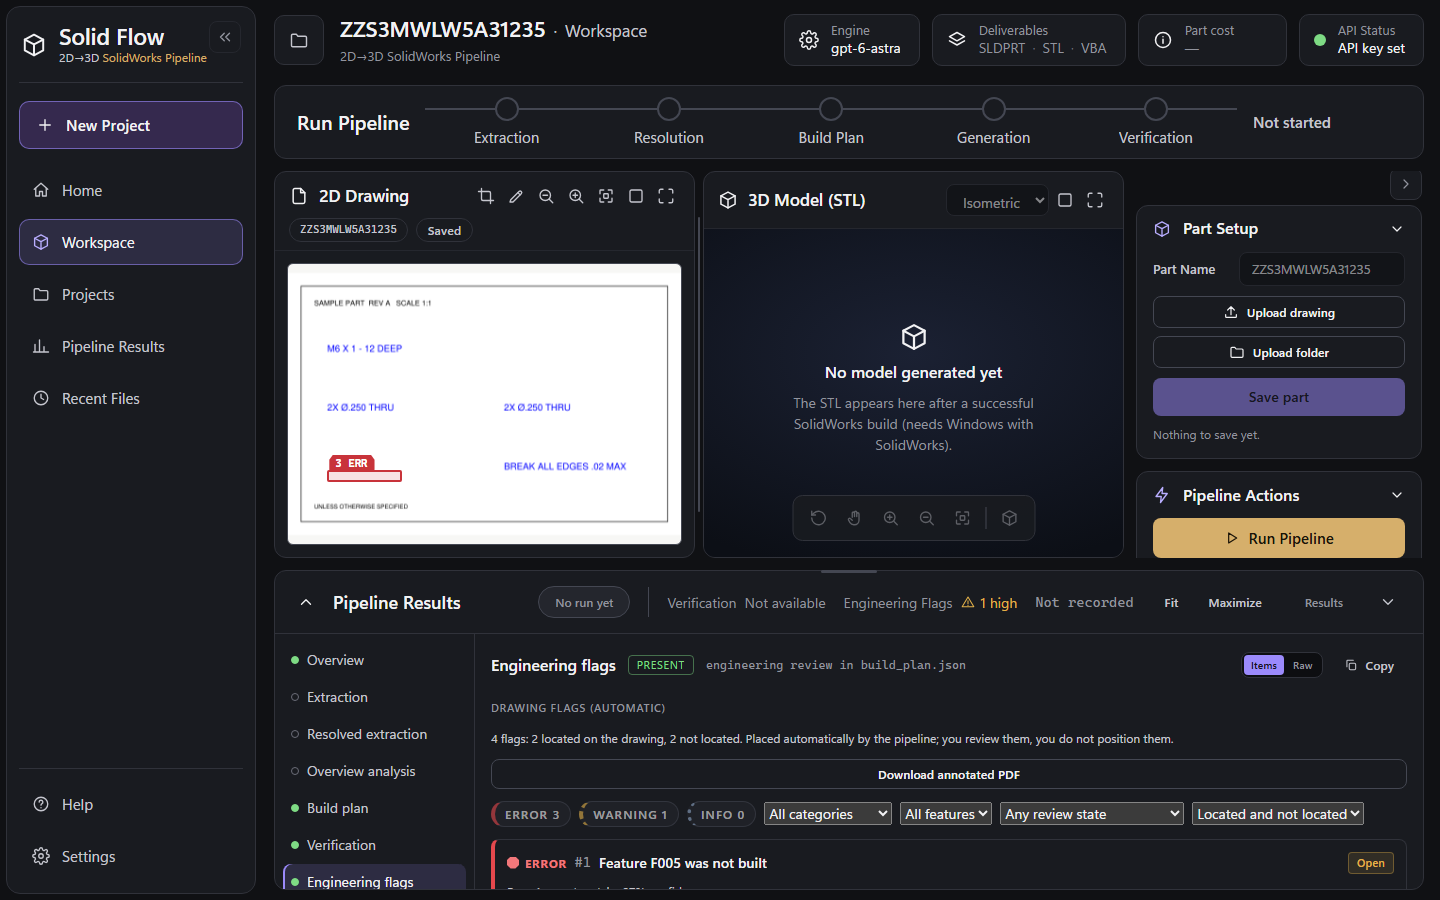 Solid Flow
2D→3D SolidWorks Pipeline
New Project
Home
Workspace
Projects
Pipeline Results
Recent Files
Help
Settings
ZZS3MWLW5A31235 · Workspace
2D→3D SolidWorks Pipeline
Engine
gpt-6-astra
Deliverables
SLDPRT · STL · VBA
Part cost
—
API Status
API key set
Run Pipeline
Extraction
Resolution
Build Plan
Generation
Verification
Not started
2D Drawing
ZZS3MWLW5A31235
Saved
SAMPLE PART REV A SCALE 1:1
M6 X 1 - 12 DEEP
2X Ø.250 THRU
2X Ø.250 THRU
3 ERR
BREAK ALL EDGES .02 MAX
UNLESS OTHERWISE SPECIFIED
3D Model (STL)
Isometric
No model generated yet
The STL appears here after a successful
SolidWorks build (needs Windows with
SolidWorks).
Part Setup
Part Name
ZZS3MWLW5A31235
Upload drawing
Upload folder
Save part
Nothing to save yet.
Pipeline Actions
Run Pipeline
Pipeline Results
No run yet
Verification Not available
Engineering Flags
1 high
Not recorded
Fit
Maximize
Results
Overview
Extraction
Resolved extraction
Overview analysis
Build plan
Verification
Engineering flags
Engineering flags
PRESENT
engineering review in build_plan.json
Items
Raw
Copy
DRAWING FLAGS (AUTOMATIC)
4 flags: 2 located on the drawing, 2 not located. Placed automatically by the pipeline; you review them, you do not position them.
Download annotated PDF
ERROR 3
WARNING 1
INFO 0
All categories
All features
Any review state
Located and not located
ERROR #1 Feature F005 was not built
Open